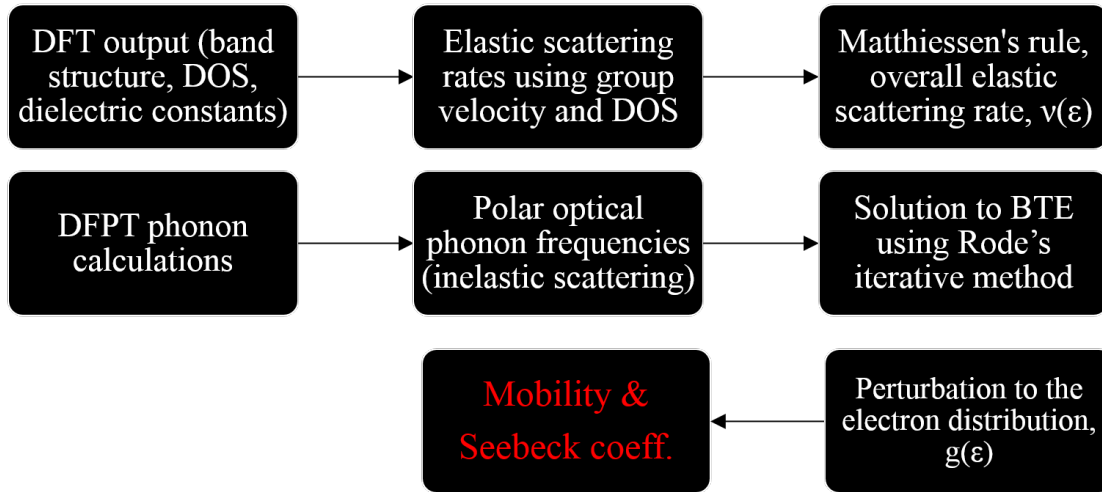 DFT output (band
structure, DOS,
dielectric constants)
Elastic scattering
rates using group
velocity and DOS
Matthiessen's rule,
overall elastic
scattering rate, ν(ε)
DFPT phonon
calculations
Polar optical
phonon frequencies
(inelastic scattering)
Solution to BTE
using Rode’s
iterative method
Mobility &
Seebeck coeff.
Perturbation to the
electron distribution,
g(ε)